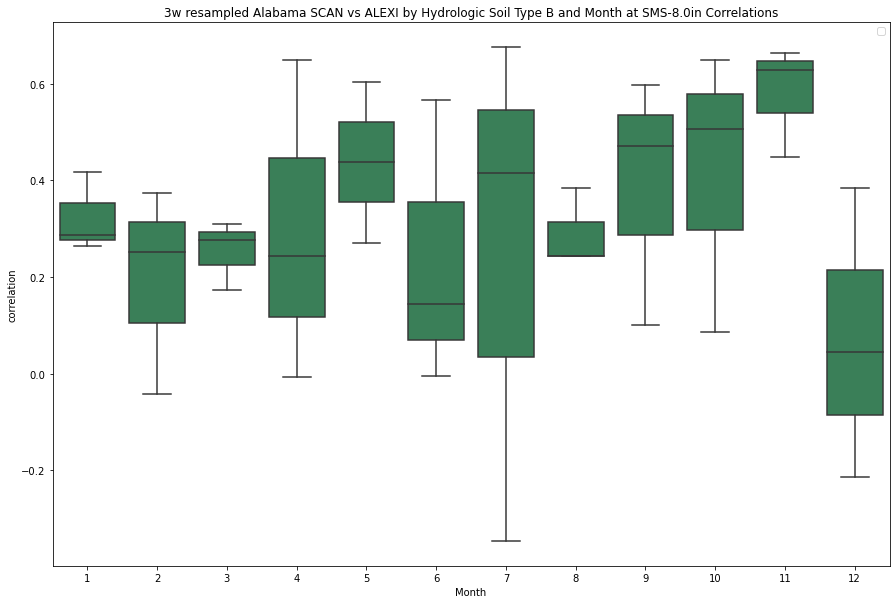 3w resampled Alabama SCAN vs ALEXI by Hydrologic Soil Type B and Month at SMS-8.0in Correlations
0.6
0.4
0.2
0.0
−0.2
correlation
1 2 3 4 5 6 7 8 9 10 11 12
Month